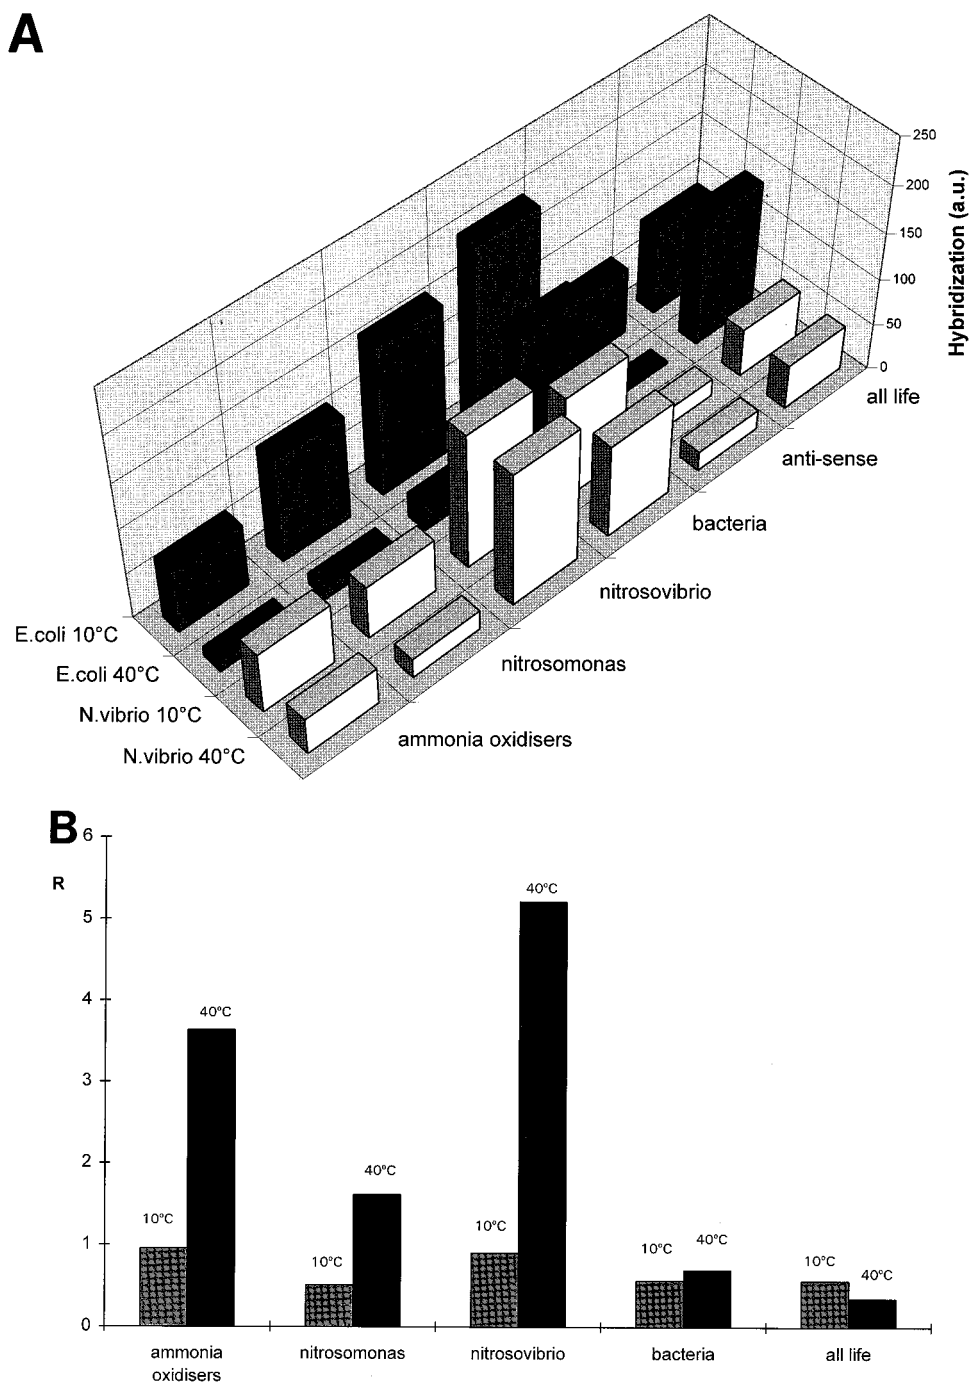 A
250
200
150
100
50
0
Hybridization (a.u.)
all life
anti-sense
bacteria
nitrosovibrio
nitrosomonas
ammonia oxidisers
E.coli 10°C
E.coli 40°C
N.vibrio 10°C
N.vibrio 40°C
B
R
6
5
4
3
2
1
0
10°C
40°C
10°C
40°C
10°C
40°C
10°C
40°C
10°C
40°C
ammonia
oxidisers
nitrosomonas
nitrosovibrio
bacteria
all life